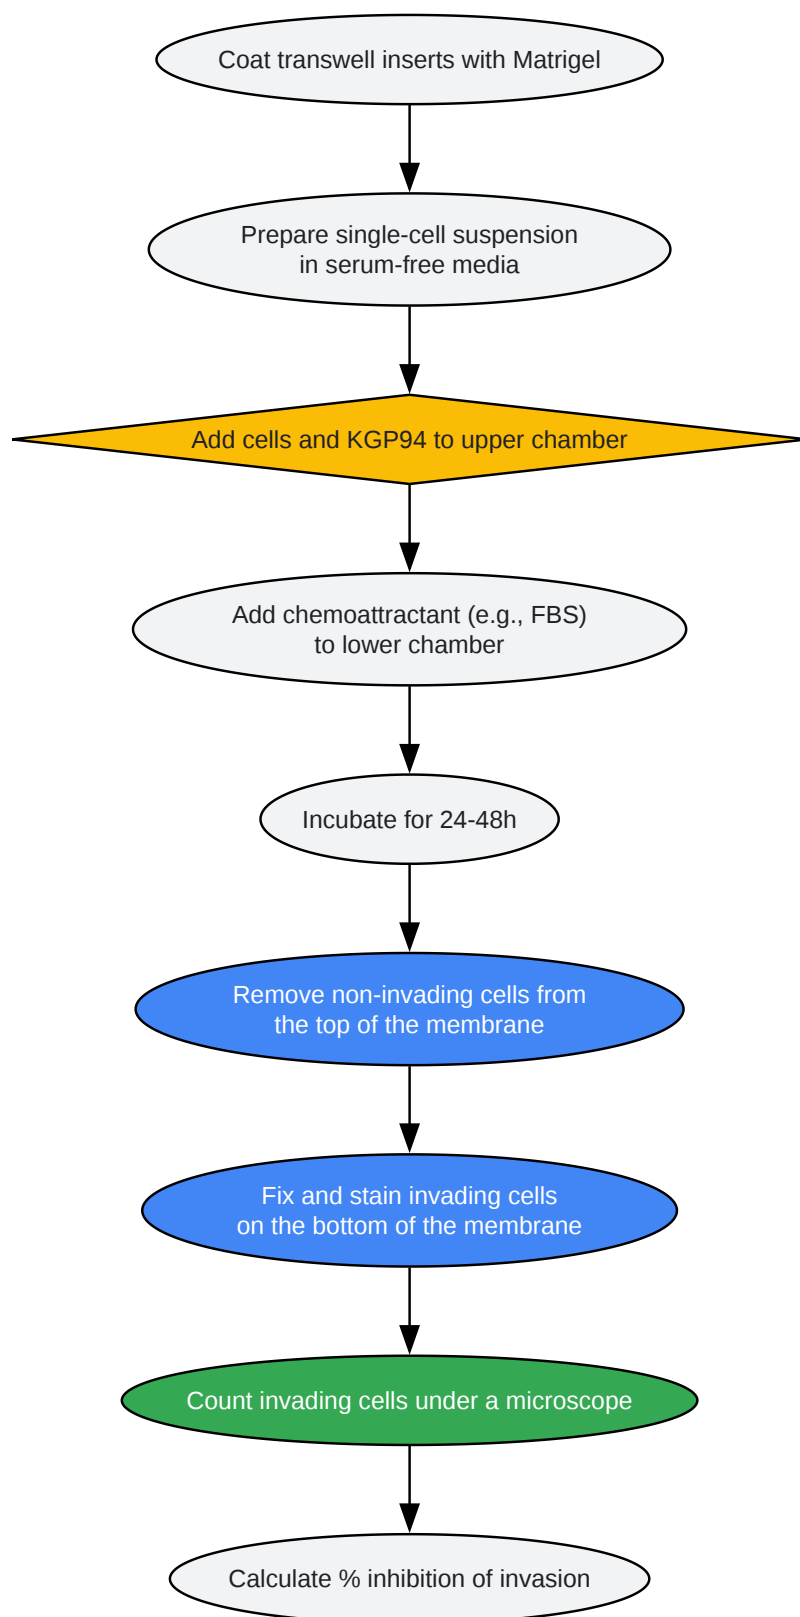 Coat transwell inserts with Matrigel
Prepare single-cell suspension
in serum-free media
Add cells and KGP94 to upper chamber
Add chemoattractant (e.g., FBS)
to lower chamber
Incubate for 24-48h
Remove non-invading cells from
the top of the membrane
Fix and stain invading cells
on the bottom of the membrane
Count invading cells under a microscope
Calculate % inhibition of invasion